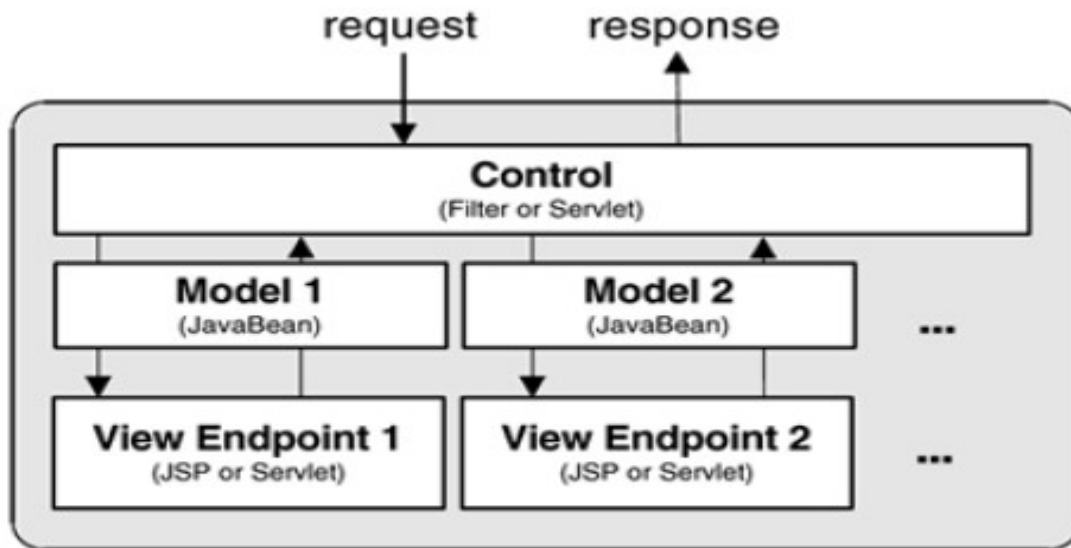 request response
Control
(Filter or Servlet)
Model 1
(JavaBean)
Model 2
(JavaBean)
...
View Endpoint 1
(JSP or Servlet)
View Endpoint 2
(JSP or Servlet)
...